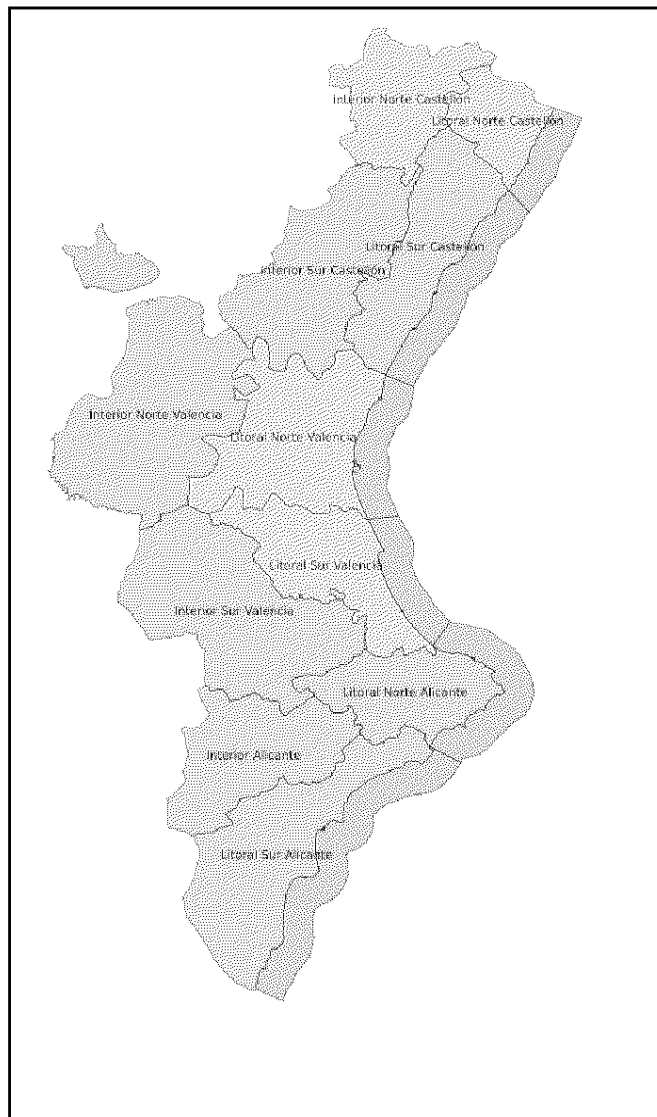 Interior Norte Castellón
Litoral Norte Castellón
Litoral Sur Castellón
Interior Sur Castellón
Interior Norte Valencia
Litoral Norte Valencia
Litoral Sur Valencia
Interior Sur Valencia
Litoral Norte Alicante
Interior Alicante
Litoral Sur Alicante